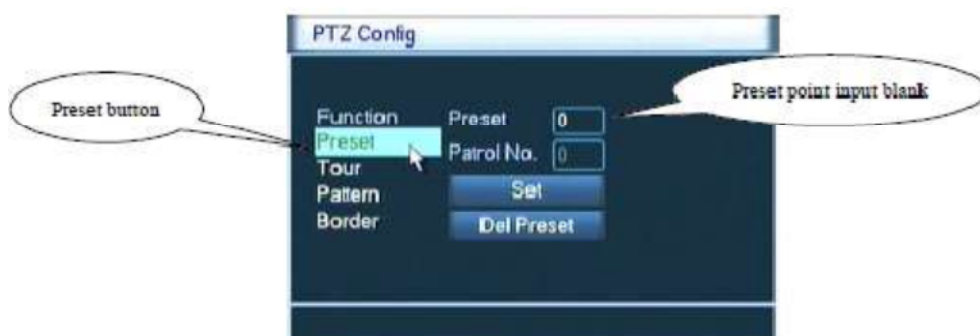 PTZ Config
Preset button
Preset point input blank
Function
Preset
Tour
Pattern
Border
Preset 0
Patrol No. 0
Set
Del Preset